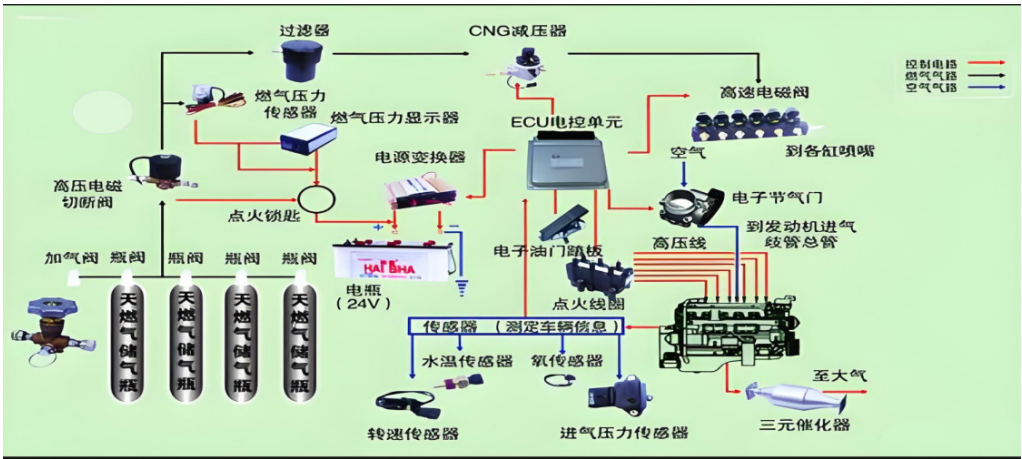 过滤器
CNG减压器
控制电路
燃气气路
空气气路
燃气压力
传感器
燃气压力显示器
高速电磁阀
ECU电控单元
到各缸喷嘴
电源变换器
空气
高压电磁
切断阀
电子节气门
点火锁匙
到发动机进气
歧管总管
高压线
+
−
电子油门踏板
加气阀
瓶阀
瓶阀
瓶阀
瓶阀
电瓶
(24V)
点火线圈
天燃气储气瓶
天燃气储气瓶
天燃气储气瓶
天燃气储气瓶
传感器 (测定车辆信息)
水温传感器
氧传感器
至大气
转速传感器
进气压力传感器
三元催化器